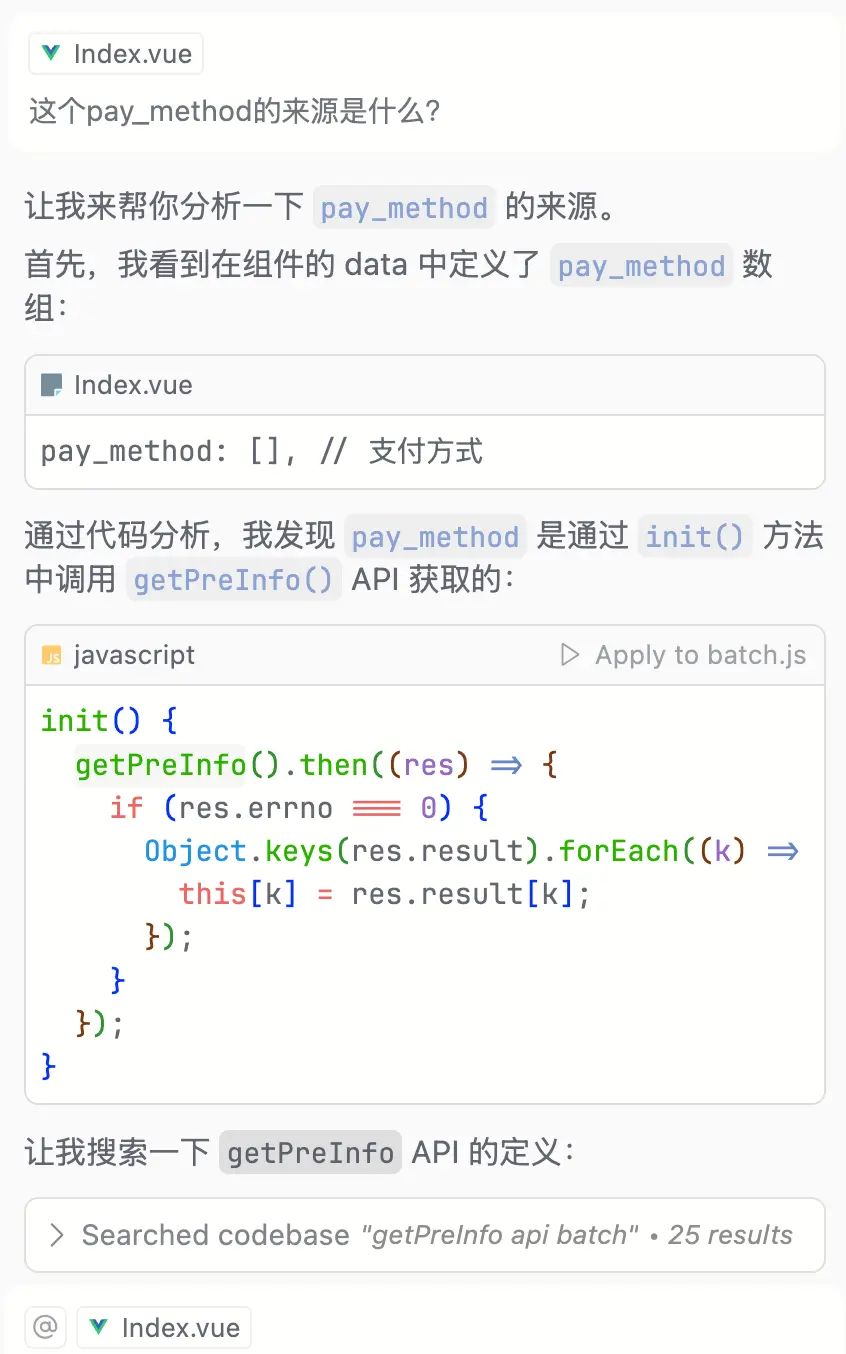 Index.vue
这个pay_method的来源是什么?
让我来帮你分析一下 pay_method 的来源。
首先，我看到在组件的 data 中定义了 pay_method 数
组：
Index.vue
pay_method: [], // 支付方式
通过代码分析，我发现 pay_method 是通过 init() 方法
中调用 getPreInfo() API 获取的：
JS javascript Apply to batch.js
init() {
  getPreInfo().then((res) => {
    if (res.errno === 0) {
      Object.keys(res.result).forEach((k) =>
        this[k] = res.result[k];
      });
    }
  });
}
让我搜索一下 getPreInfo API 的定义：
> Searched codebase "getPreInfo api batch" • 25 results
@ Index.vue